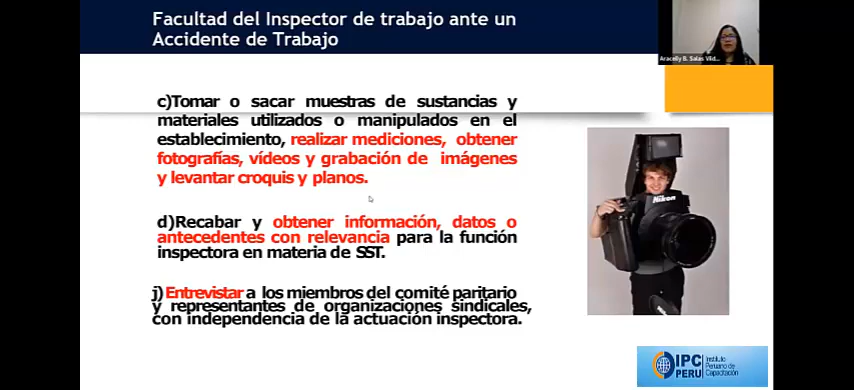 Facultad del Inspector de trabajo ante un
Accidente de Trabajo
Aracelly B. Salas Vild...
c)Tomar o sacar muestras de sustancias y
materiales utilizados o manipulados en el
establecimiento, realizar mediciones, obtener
fotografías, vídeos y grabación de imágenes
y levantar croquis y planos.
d)Recabar y obtener información, datos o
antecedentes con relevancia para la función
inspectora en materia de SST.
j)Entrevistar a los miembros del comité paritario
y representantes de organizaciones sindicales,
con independencia de la actuación inspectora.
Nikon
IPC
PERU
Instituto
Peruano de
Capacitación